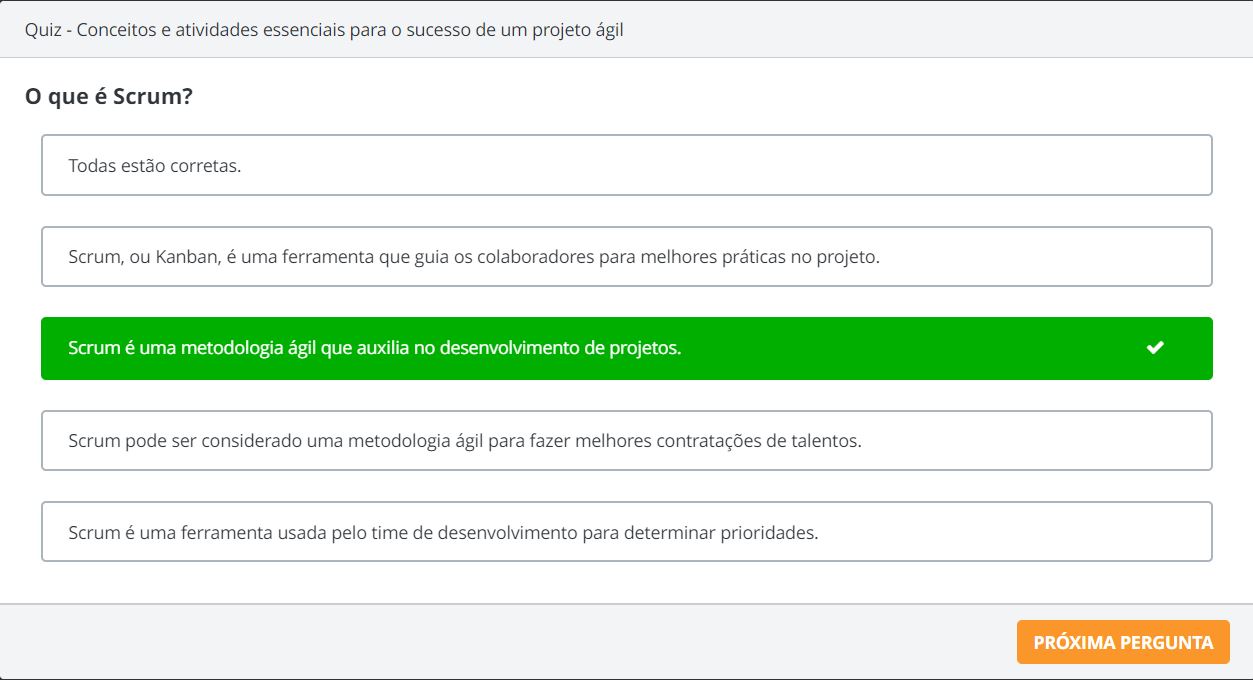 Quiz - Conceitos e atividades essenciais para o sucesso de um projeto ágil
O que é Scrum?
Todas estão corretas.
Scrum, ou Kanban, é uma ferramenta que guia os colaboradores para melhores práticas no projeto.
Scrum é uma metodologia ágil que auxilia no desenvolvimento de projetos.
Scrum pode ser considerado uma metodologia ágil para fazer melhores contratações de talentos.
Scrum é uma ferramenta usada pelo time de desenvolvimento para determinar prioridades.
PRÓXIMA PERGUNTA